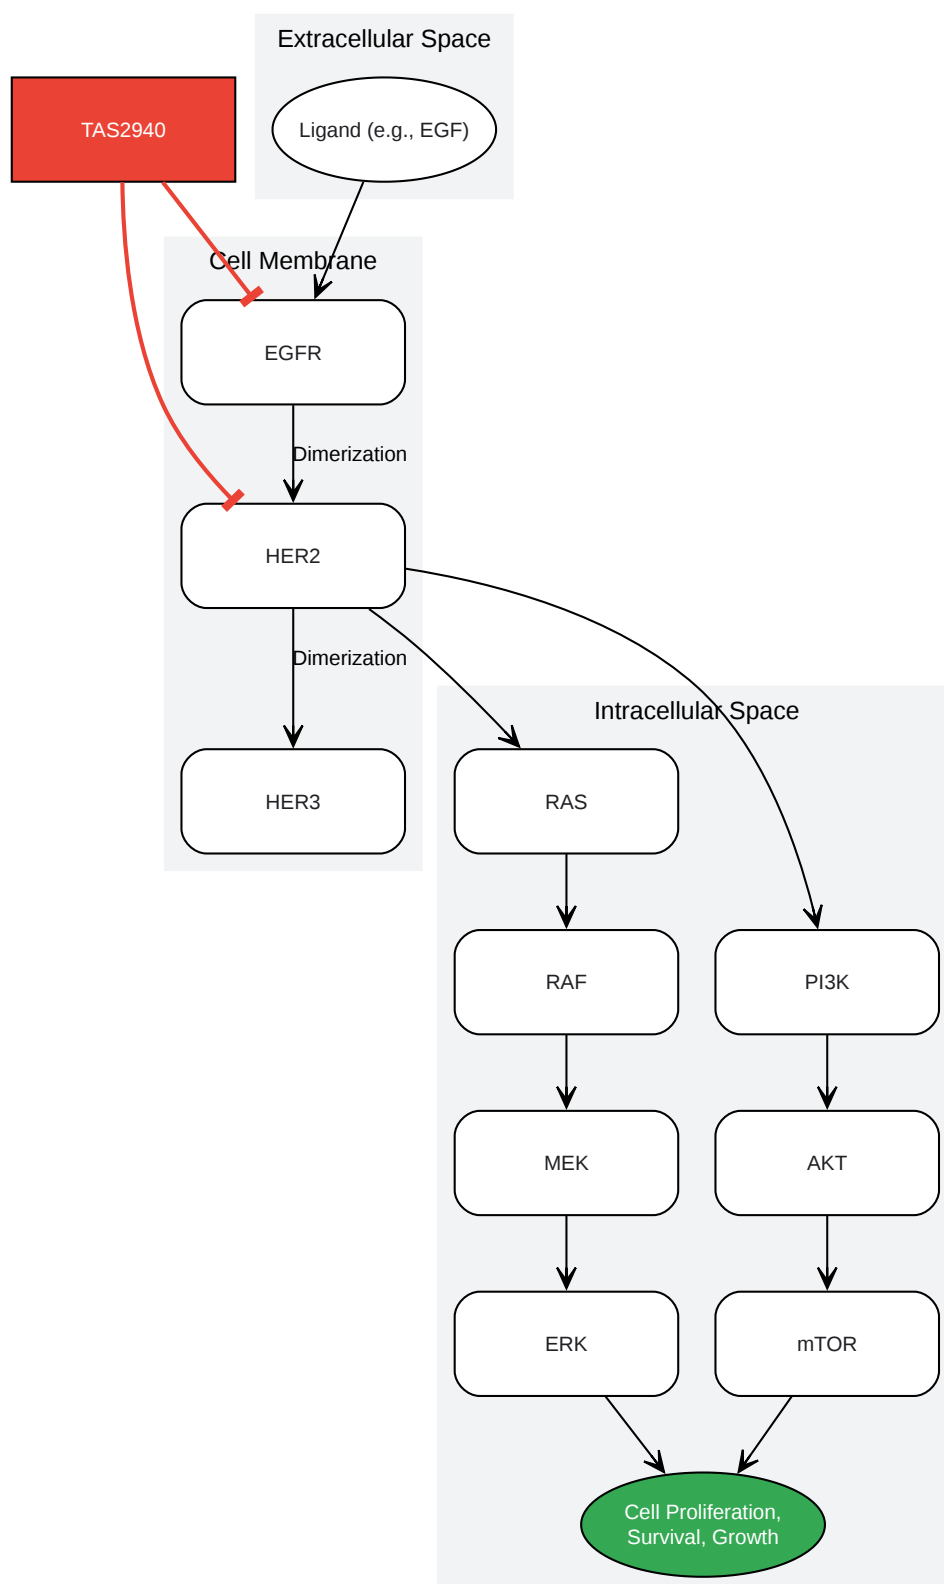 Extracellular Space
TAS2940
Ligand (e.g., EGF)
Cell Membrane
EGFR
Dimerization
HER2
Dimerization
Intracellular Space
HER3
RAS
RAF
PI3K
MEK
AKT
ERK
mTOR
Cell Proliferation,
Survival, Growth